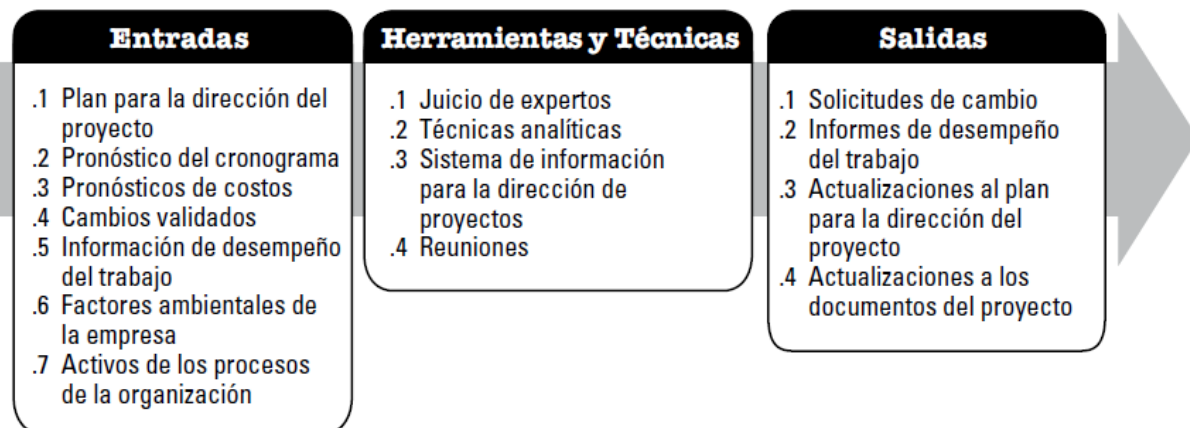 Entradas
.1 Plan para la dirección del
proyecto
.2 Pronóstico del cronograma
.3 Pronósticos de costos
.4 Cambios validados
.5 Información de desempeño
del trabajo
.6 Factores ambientales de
la empresa
.7 Activos de los procesos
de la organización
Herramientas y Técnicas
.1 Juicio de expertos
.2 Técnicas analíticas
.3 Sistema de información
para la dirección de
proyectos
.4 Reuniones
Salidas
.1 Solicitudes de cambio
.2 Informes de desempeño
del trabajo
.3 Actualizaciones al plan
para la dirección del
proyecto
.4 Actualizaciones a los
documentos del proyecto